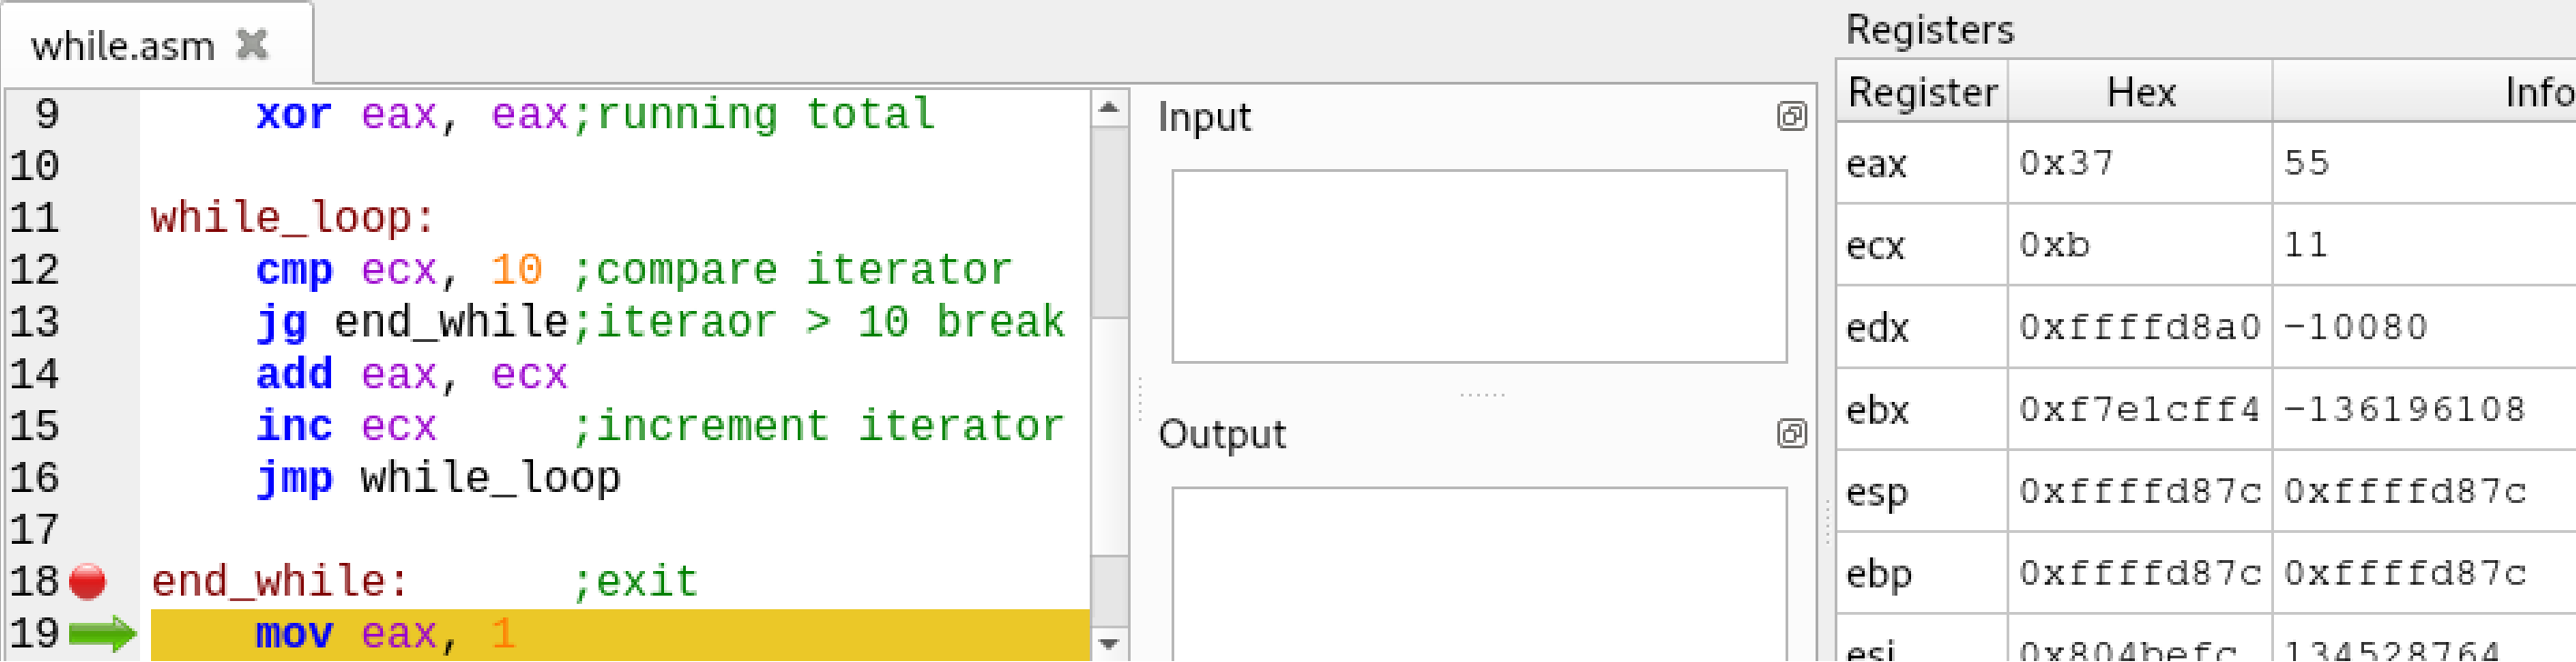 while.asm
9 xor eax, eax;running total
10
11 while_loop:
12 cmp ecx, 10 ;compare iterator
13 jg end_while;iteraor > 10 break
14 add eax, ecx
15 inc ecx ;increment iterator
16 jmp while_loop
17
18 end_while: ;exit
19 mov eax, 1
Input
Output
Registers
Register Hex Info
eax 0x37 55
ecx 0xb 11
edx 0xffffd8a0 -10080
ebx 0xf7e1cff4 -136196108
esp 0xffffd87c 0xffffd87c
ebp 0xffffd87c 0xffffd87c
esi 0x804befc 134528764